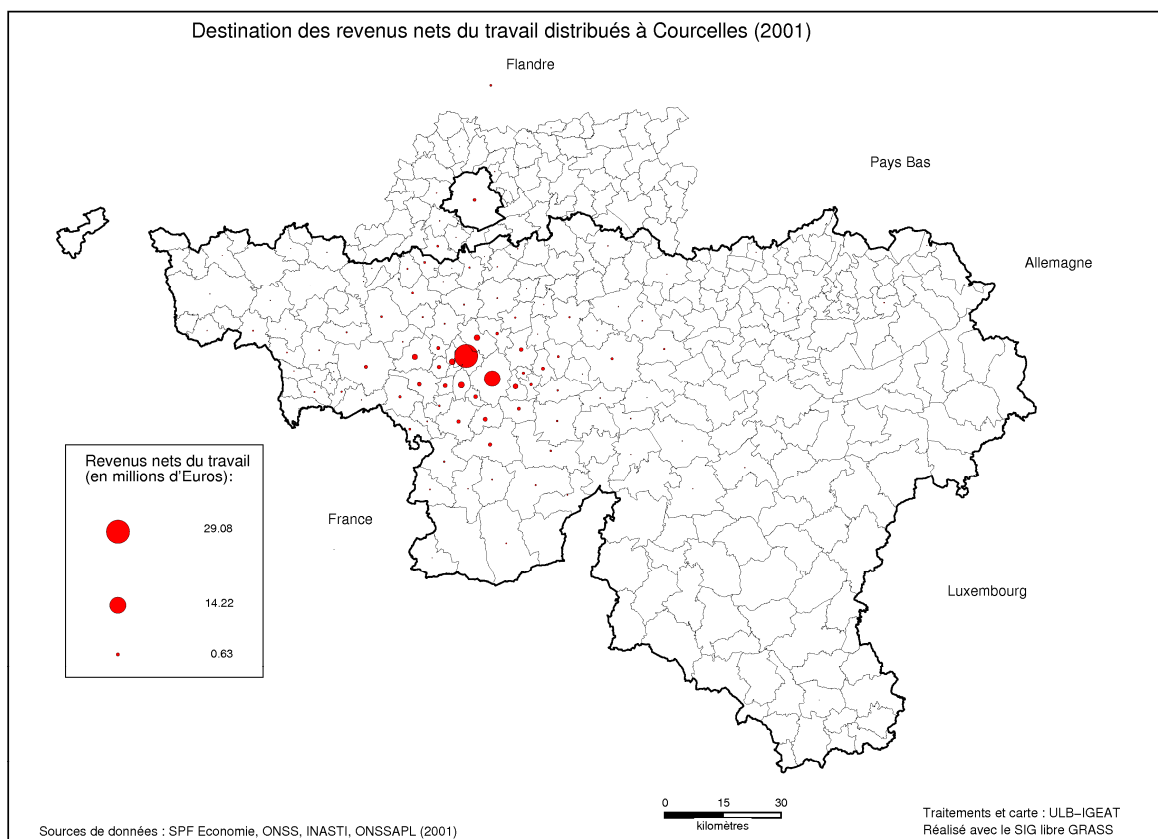 Destination des revenus nets du travail distribués à Courcelles (2001)
Flandre
Pays Bas
Allemagne
Revenus nets du travail
(en millions d'Euros):
29.08
14.22
0.63
France
Luxembourg
0 15 30
kilomètres
Sources de données : SPF Economie, ONSS, INASTI, ONSSAPL (2001)
Traitements et carte : ULB-IGEAT
Réalisé avec le SIG libre GRASS